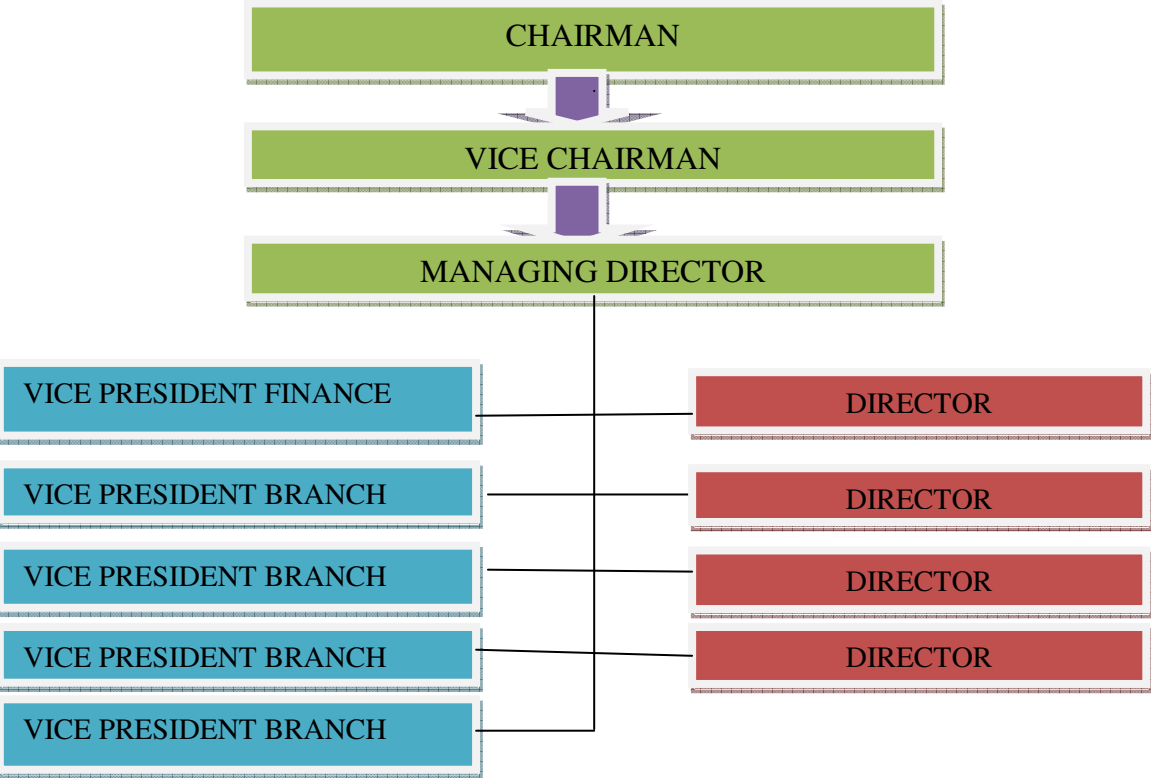 CHAIRMAN
VICE CHAIRMAN
MANAGING DIRECTOR
VICE PRESIDENT FINANCE
DIRECTOR
VICE PRESIDENT BRANCH
DIRECTOR
VICE PRESIDENT BRANCH
DIRECTOR
VICE PRESIDENT BRANCH
DIRECTOR
VICE PRESIDENT BRANCH